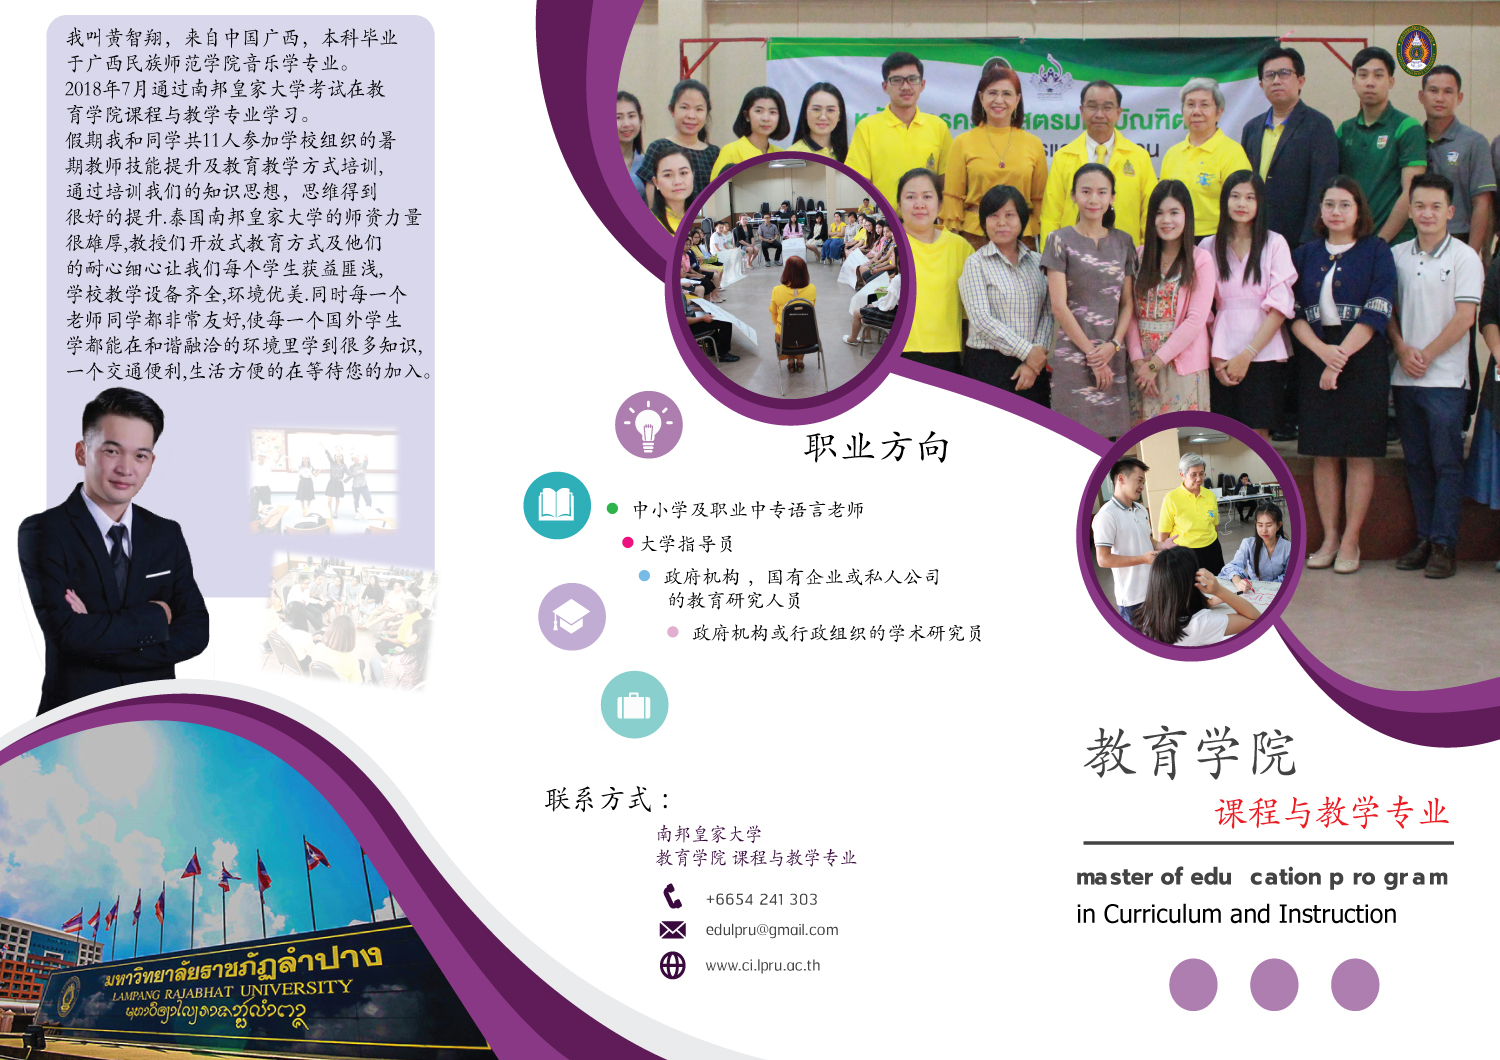 我叫黄智翔，来自中国广西，本科毕业
于广西民族师范学院音乐学专业。
2018年7月通过南邦皇家大学考试在教
育学院课程与教学专业学习。
假期我和同学共11人参加学校组织的暑
期教师技能提升及教育教学方式培训,
通过培训我们的知识思想，思维得到
很好的提升.泰国南邦皇家大学的师资力量
很雄厚,教授们开放式教育方式及他们
的耐心细心让我们每个学生获益匪浅,
学校教学设备齐全,环境优美.同时每一个
老师同学都非常友好,使每一个国外学生
学都能在和谐融洽的环境里学到很多知识,
一个交通便利,生活方便的在等待您的加入。
มหาวิทยาลัยราชภัฏลำปาง
LAMPANG RAJABHAT UNIVERSITY
职业方向
中小学及职业中专语言老师
大学指导员
政府机构，国有企业或私人公司
的教育研究人员
政府机构或行政组织的学术研究员
联系方式：
南邦皇家大学
教育学院 课程与教学专业
+6654 241 303
edulpru@gmail.com
www.ci.lpru.ac.th
教育学院
课程与教学专业
master of edu cation p ro gram
in Curriculum and Instruction